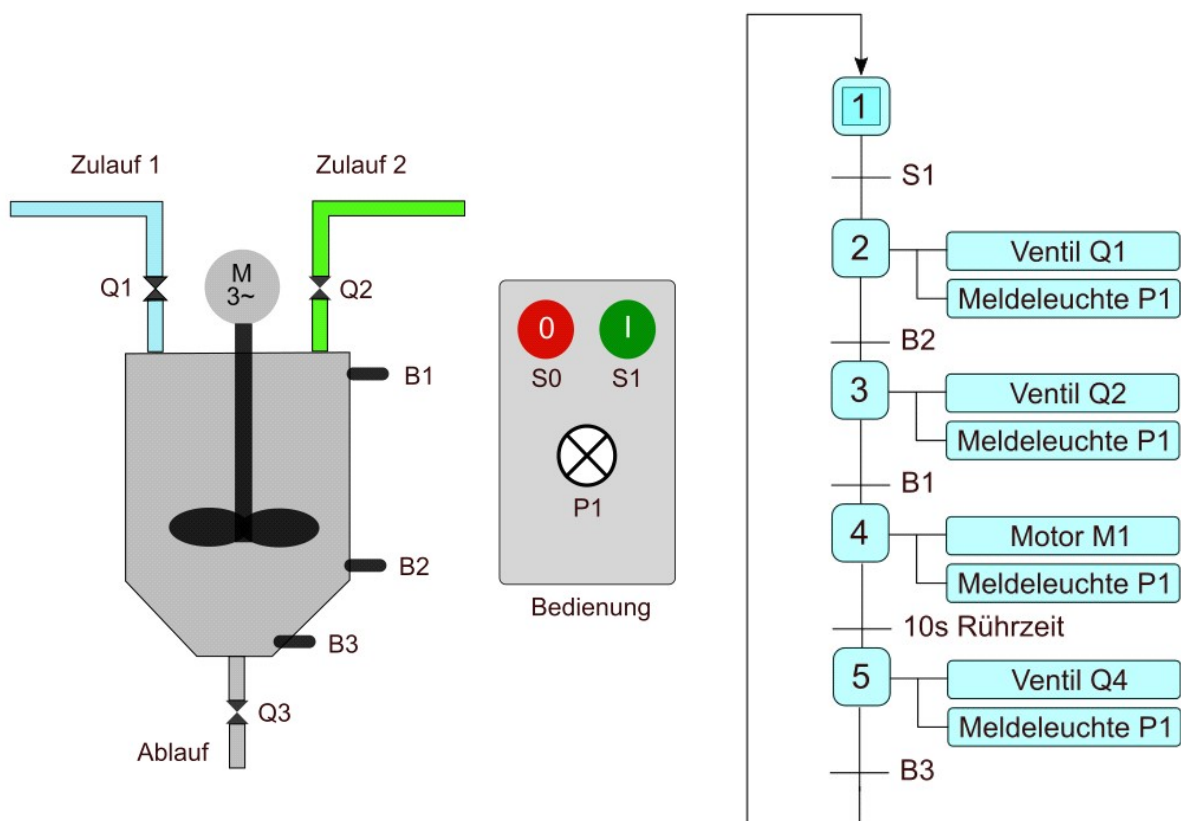 Zulauf 1
Zulauf 2
Q1
M
3~
Q2
B1
B2
B3
Q3
Ablauf
0
I
S0
S1
P1
Bedienung
1
S1
2
Ventil Q1
Meldeleuchte P1
B2
3
Ventil Q2
Meldeleuchte P1
B1
4
Motor M1
Meldeleuchte P1
10s Rührzeit
5
Ventil Q4
Meldeleuchte P1
B3